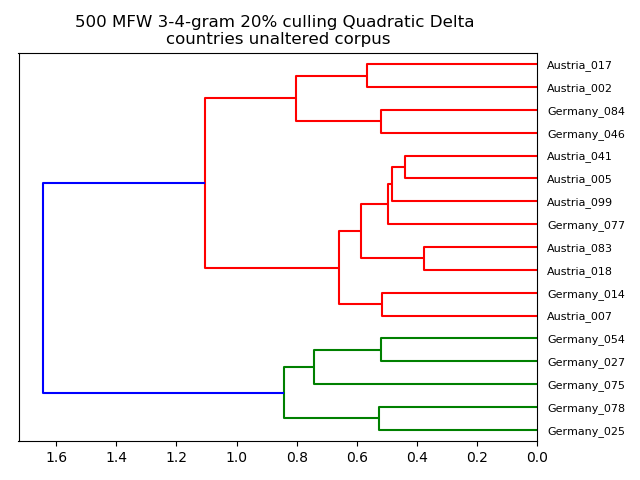 500 MFW 3-4-gram 20% culling Quadratic Delta
countries unaltered corpus
Austria_017
Austria_002
Germany_084
Germany_046
Austria_041
Austria_005
Austria_099
Germany_077
Austria_083
Austria_018
Germany_014
Austria_007
Germany_054
Germany_027
Germany_075
Germany_078
Germany_025
1.6 1.4 1.2 1.0 0.8 0.6 0.4 0.2 0.0